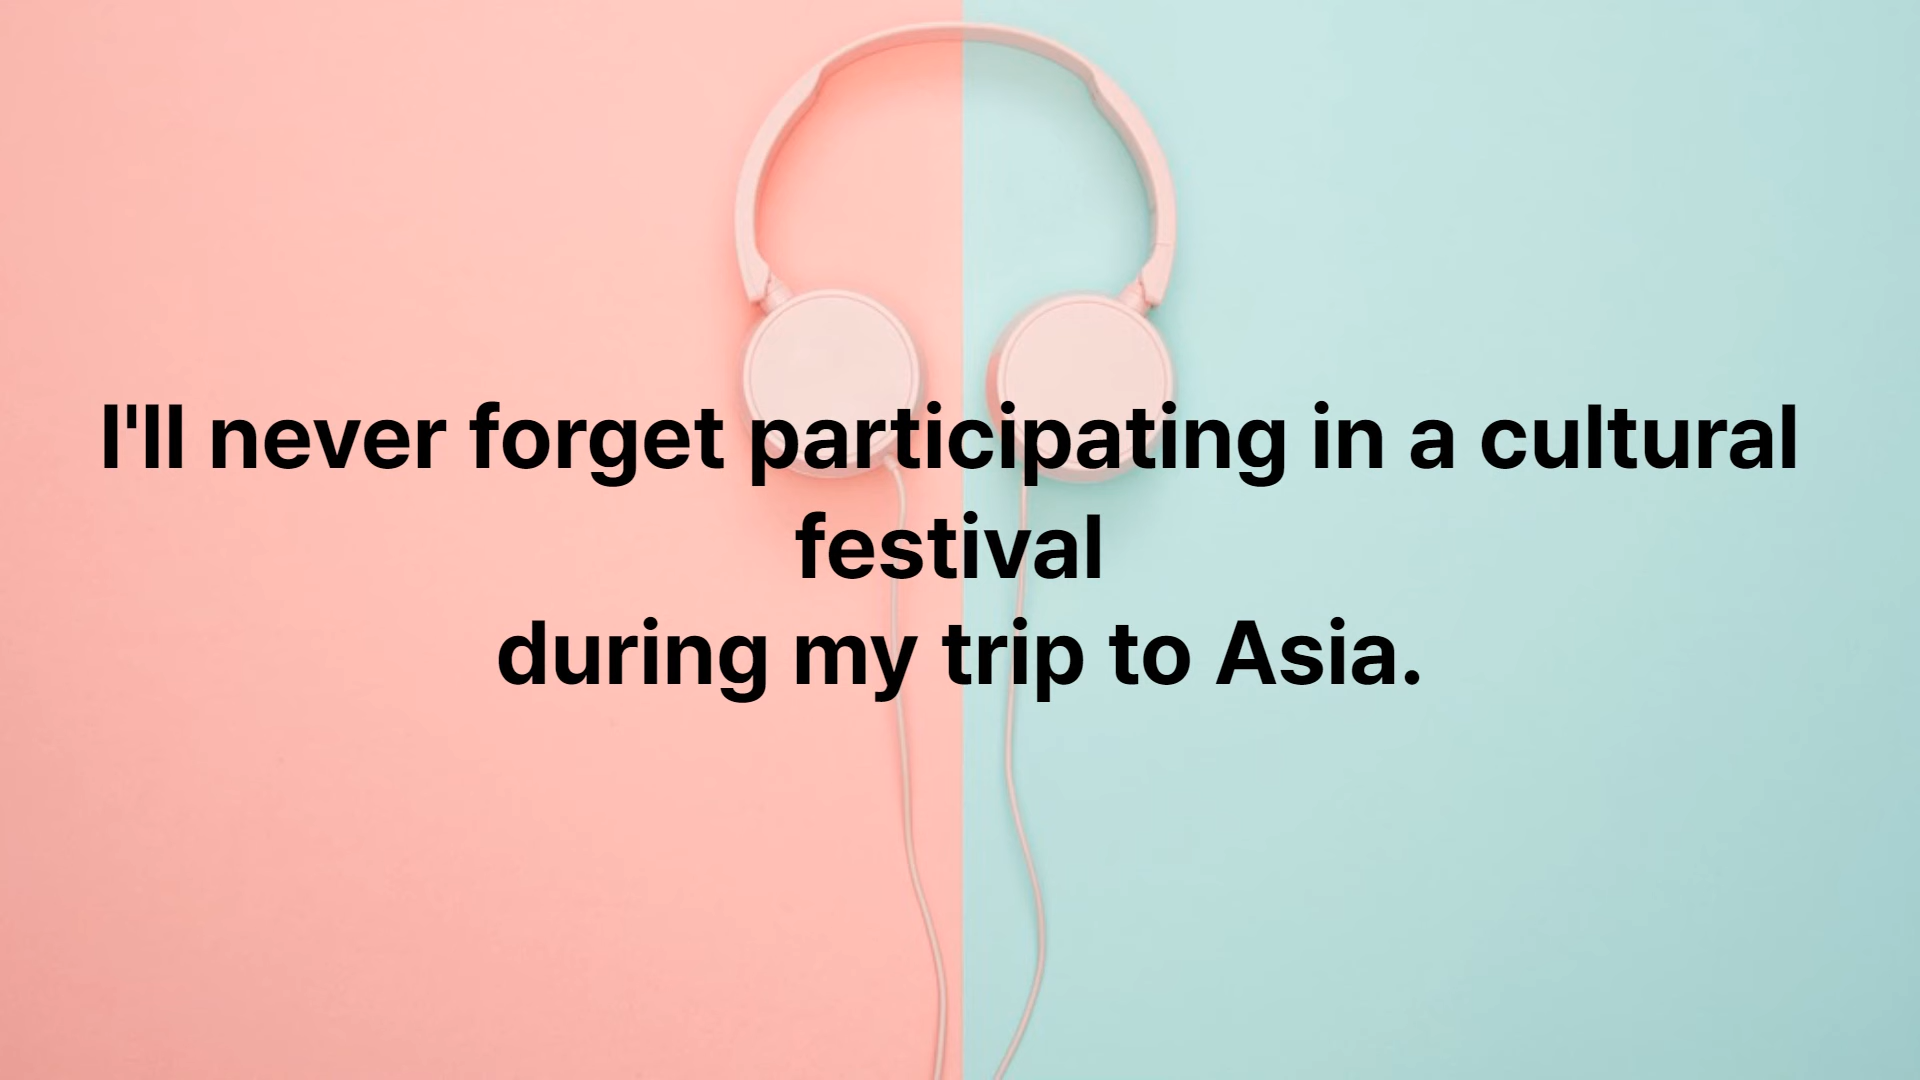 I'll never forget participating in a cultural
festival
during my trip to Asia.